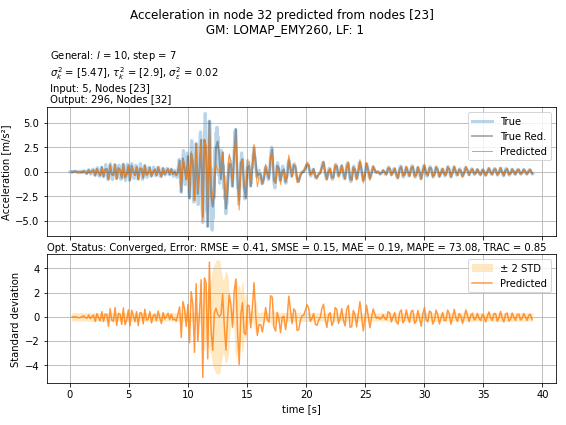 Acceleration in node 32 predicted from nodes [23]
GM: LOMAP_EMY260, LF: 1
General: l = 10, step = 7
σ²ₖ = [5.47], τ²ₖ = [2.9], σ²ε = 0.02
Input: 5, Nodes [23]
Output: 296, Nodes [32]
Acceleration [m/s²]
5.0
2.5
0.0
−2.5
−5.0
True
True Red.
Predicted
Opt. Status: Converged, Error: RMSE = 0.41, SMSE = 0.15, MAE = 0.19, MAPE = 73.08, TRAC = 0.85
Standard deviation
4
2
0
−2
−4
± 2 STD
Predicted
0 5 10 15 20 25 30 35 40
time [s]